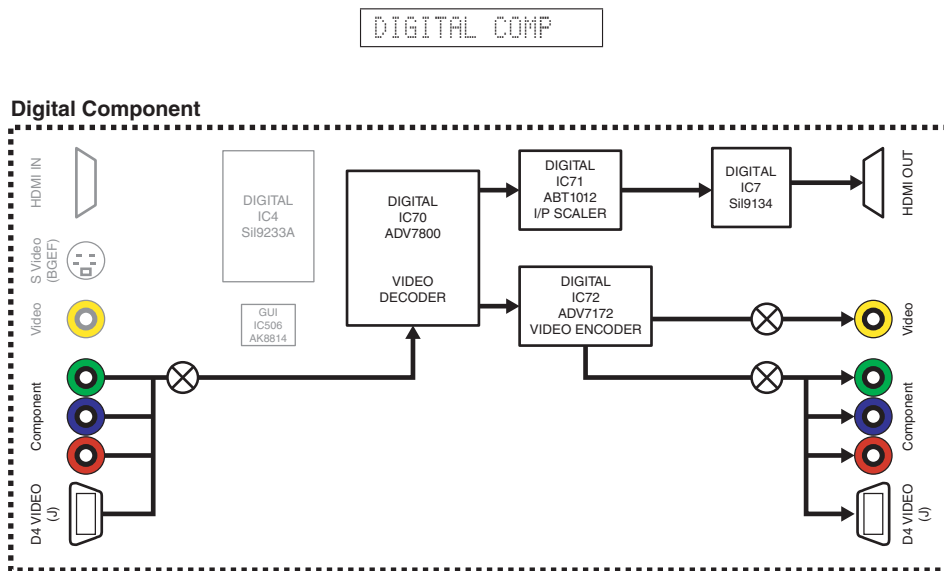 DIGITAL COMP
Digital Component
HDMI IN
S Video
(BGEF)
Video
Component
D4 VIDEO
(J)
DIGITAL
IC4
SiI9233A
GUI
IC506
AK8814
DIGITAL
IC70
ADV7800
VIDEO
DECODER
DIGITAL
IC71
ABT1012
I/P SCALER
DIGITAL
IC7
SiI9134
DIGITAL
IC72
ADV7172
VIDEO ENCODER
HDMI OUT
Video
Component
D4 VIDEO
(J)